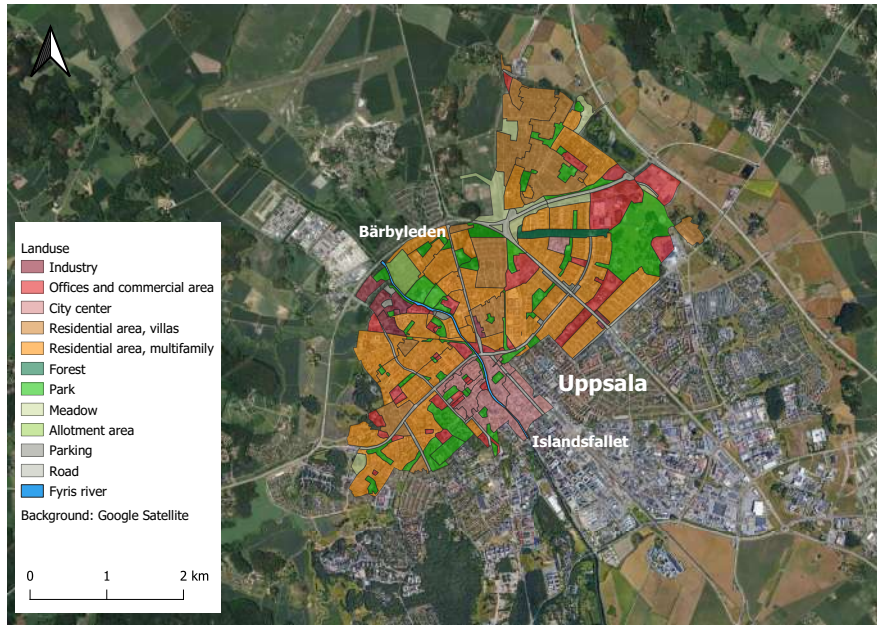 Bärbyleden
Uppsala
Islandsfallet
Landuse
Industry
Offices and commercial area
City center
Residential area, villas
Residential area, multifamily
Forest
Park
Meadow
Allotment area
Parking
Road
Fyris river
Background: Google Satellite
0 1 2 km